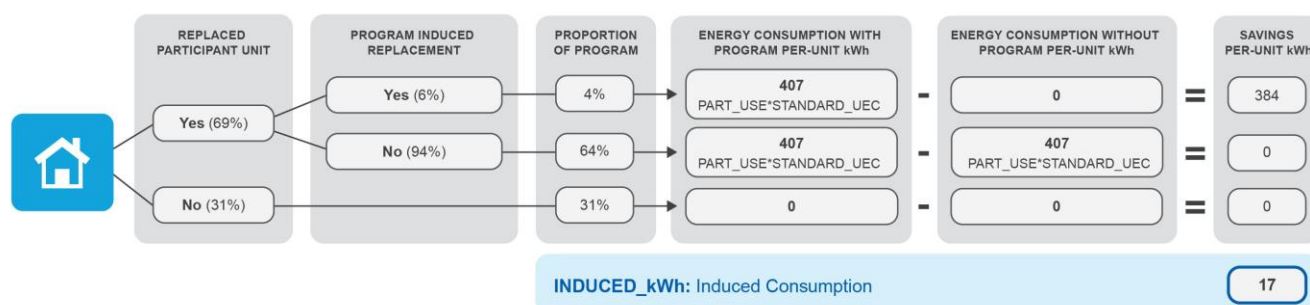 REPLACED
PARTICIPANT UNIT
PROGRAM INDUCED
REPLACEMENT
PROPORTION
OF PROGRAM
ENERGY CONSUMPTION WITH
PROGRAM PER-UNIT kWh
ENERGY CONSUMPTION WITHOUT
PROGRAM PER-UNIT kWh
SAVINGS
PER-UNIT kWh
Yes (69%)
Yes (6%)
4%
407
PART_USE*STANDARD_UEC
-
0
=
384
No (94%)
64%
407
PART_USE*STANDARD_UEC
-
407
PART_USE*STANDARD_UEC
=
0
No (31%)
31%
0
-
0
=
0
INDUCED_kWh: Induced Consumption
17